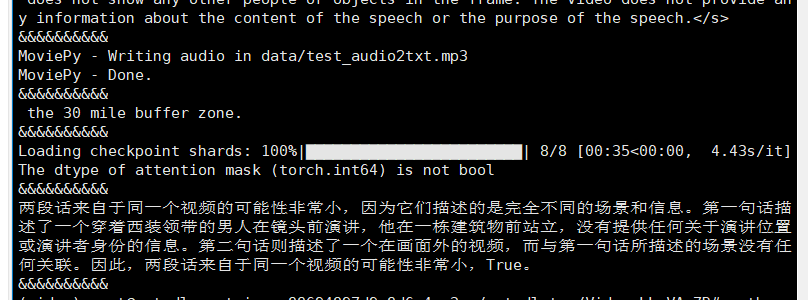 does not show any other people or objects in the frame. The video does not provide an
y information about the content of the speech or the purpose of the speech.</s>
&&&&&&&&&&
MoviePy - Writing audio in data/test_audio2txt.mp3
MoviePy - Done.
&&&&&&&&&&
the 30 mile buffer zone.
&&&&&&&&&&
Loading checkpoint shards: 100%|██████████| 8/8 [00:35<00:00,  4.43s/it]
The dtype of attention mask (torch.int64) is not bool
&&&&&&&&&&
两段话来自于同一个视频的可能性非常小，因为它们描述的是完全不同的场景和信息。第一句话描
述了一个穿着西装领带的男人在镜头前演讲，他在一栋建筑物前站立，没有提供任何关于演讲位置
或演讲者身份的信息。第二句话则描述了一个在画面外的视频，而与第一句话所描述的场景没有任
何关联。因此，两段话来自于同一个视频的可能性非常小，True。
&&&&&&&&&&